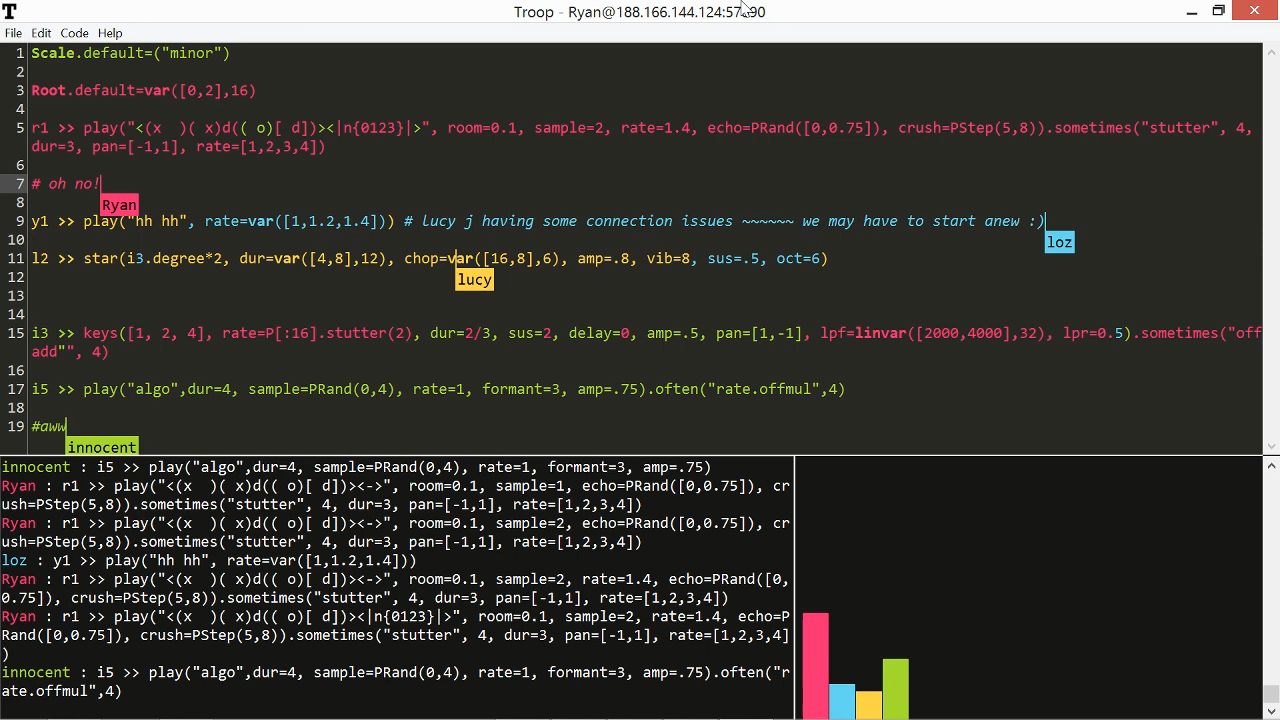 T Troop - Ryan@188.166.144.124:57890
File Edit Code Help
1 Scale.default=("minor")
2
3 Root.default=var([0,2],16)
4
5 r1 >> play("<(x  )( x)d(( o)[ d])><|n{0123}|>", room=0.1, sample=2, rate=1.4, echo=PRand([0,0.75]), crush=PStep(5,8)).sometimes("stutter", 4,
dur=3, pan=[-1,1], rate=[1,2,3,4])
6
7 # oh no!
8 Ryan
9 y1 >> play("hh hh", rate=var([1,1.2,1.4])) # lucy j having some connection issues ~~~~~~ we may have to start anew :)
10 loz
11 l2 >> star(i3.degree*2, dur=var([4,8],12), chop=var([16,8],6), amp=.8, vib=8, sus=.5, oct=6)
12 lucy
13
14
15 i3 >> keys([1, 2, 4], rate=P[:16].stutter(2), dur=2/3, sus=2, delay=0, amp=.5, pan=[1,-1], lpf=linvar([2000,4000],32), lpr=0.5).sometimes("off
add"", 4)
16
17 i5 >> play("algo",dur=4, sample=PRand(0,4), rate=1, formant=3, amp=.75).often("rate.offmul",4)
18
19 #aww
innocent
innocent : i5 >> play("algo",dur=4, sample=PRand(0,4), rate=1, formant=3, amp=.75)
Ryan : r1 >> play("<(x  )( x)d(( o)[ d])><->", room=0.1, sample=1, echo=PRand([0,0.75]), cr
ush=PStep(5,8)).sometimes("stutter", 4, dur=3, pan=[-1,1], rate=[1,2,3,4])
Ryan : r1 >> play("<(x  )( x)d(( o)[ d])><->", room=0.1, sample=2, echo=PRand([0,0.75]), cr
ush=PStep(5,8)).sometimes("stutter", 4, dur=3, pan=[-1,1], rate=[1,2,3,4])
loz : y1 >> play("hh hh", rate=var([1,1.2,1.4]))
Ryan : r1 >> play("<(x  )( x)d(( o)[ d])><->", room=0.1, sample=2, rate=1.4, echo=PRand([0,
0.75]), crush=PStep(5,8)).sometimes("stutter", 4, dur=3, pan=[-1,1], rate=[1,2,3,4])
Ryan : r1 >> play("<(x  )( x)d(( o)[ d])><|n{0123}|>", room=0.1, sample=2, rate=1.4, echo=P
Rand([0,0.75]), crush=PStep(5,8)).sometimes("stutter", 4, dur=3, pan=[-1,1], rate=[1,2,3,4]
)
innocent : i5 >> play("algo",dur=4, sample=PRand(0,4), rate=1, formant=3, amp=.75).often("r
ate.offmul",4)